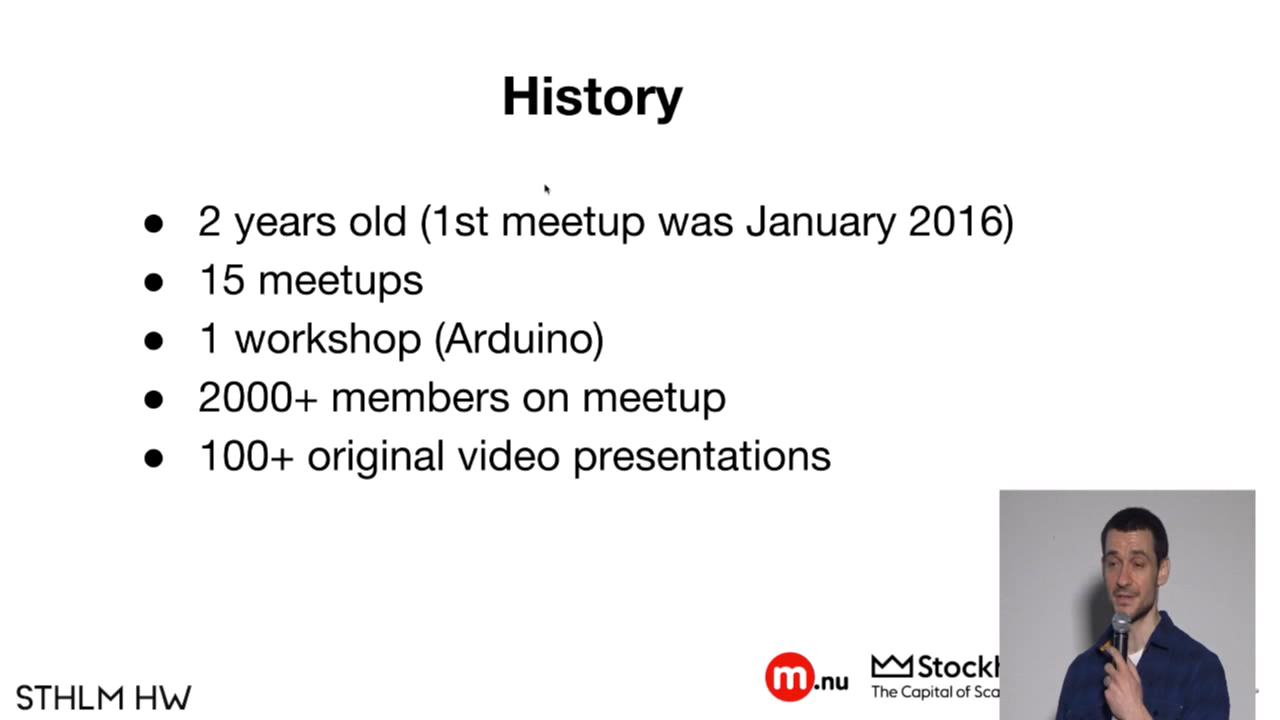 History
● 2 years old (1st meetup was January 2016)
● 15 meetups
● 1 workshop (Arduino)
● 2000+ members on meetup
● 100+ original video presentations
STHLM HW
m.nu
Stockh
The Capital of Sca